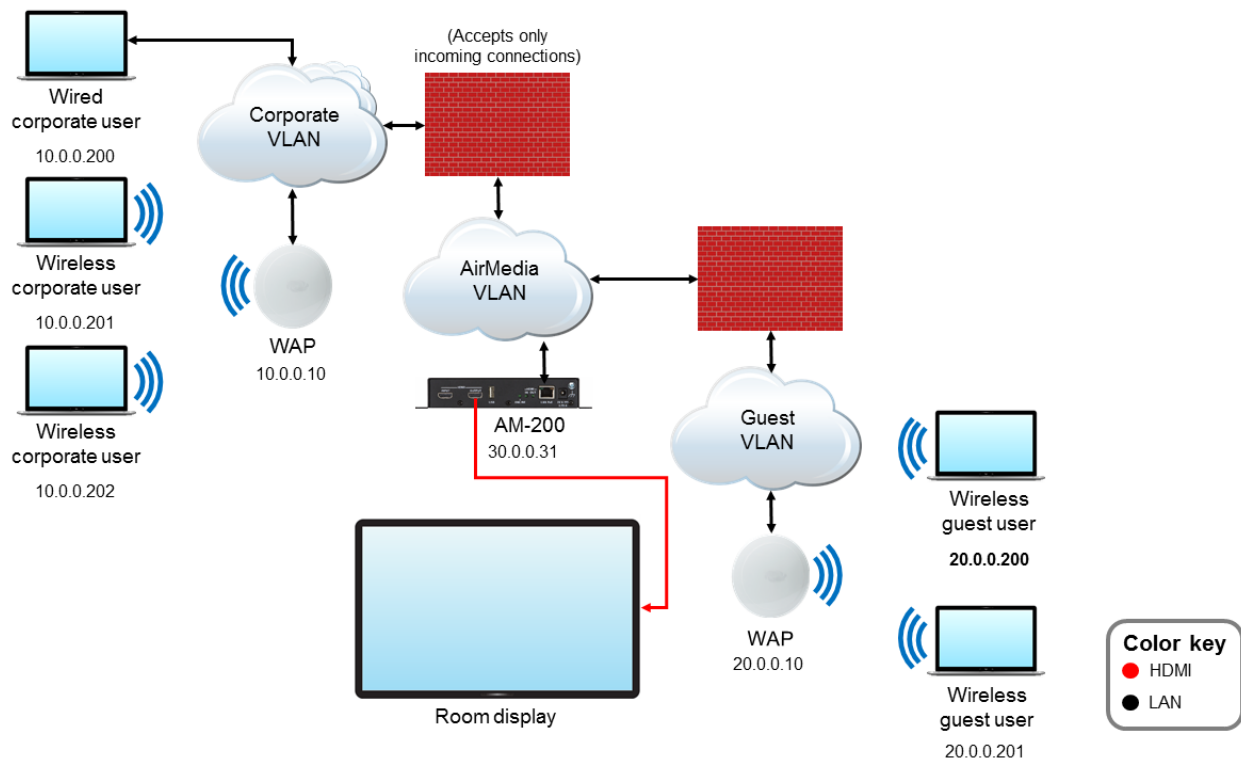 (Accepts only
incoming connections)
Wired
corporate user
10.0.0.200
Corporate
VLAN
Wireless
corporate user
10.0.0.201
WAP
10.0.0.10
AirMedia
VLAN
Wireless
corporate user
10.0.0.202
AM-200
30.0.0.31
Guest
VLAN
Wireless
guest user
20.0.0.200
WAP
20.0.0.10
Wireless
guest user
20.0.0.201
Room display
Color key
HDMI
LAN